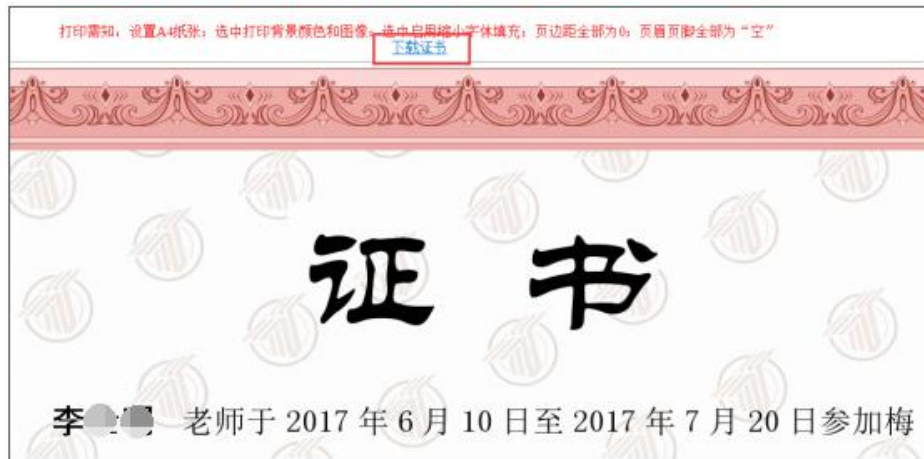 打印需知，设置A4纸张；选中打印背景颜色和图像；选中启用缩小字体填充；页边距全部为0；页眉页脚全部为“空”
下载证书
证 书
李 老师于 2017 年 6 月 10 日至 2017 年 7 月 20 日参加梅